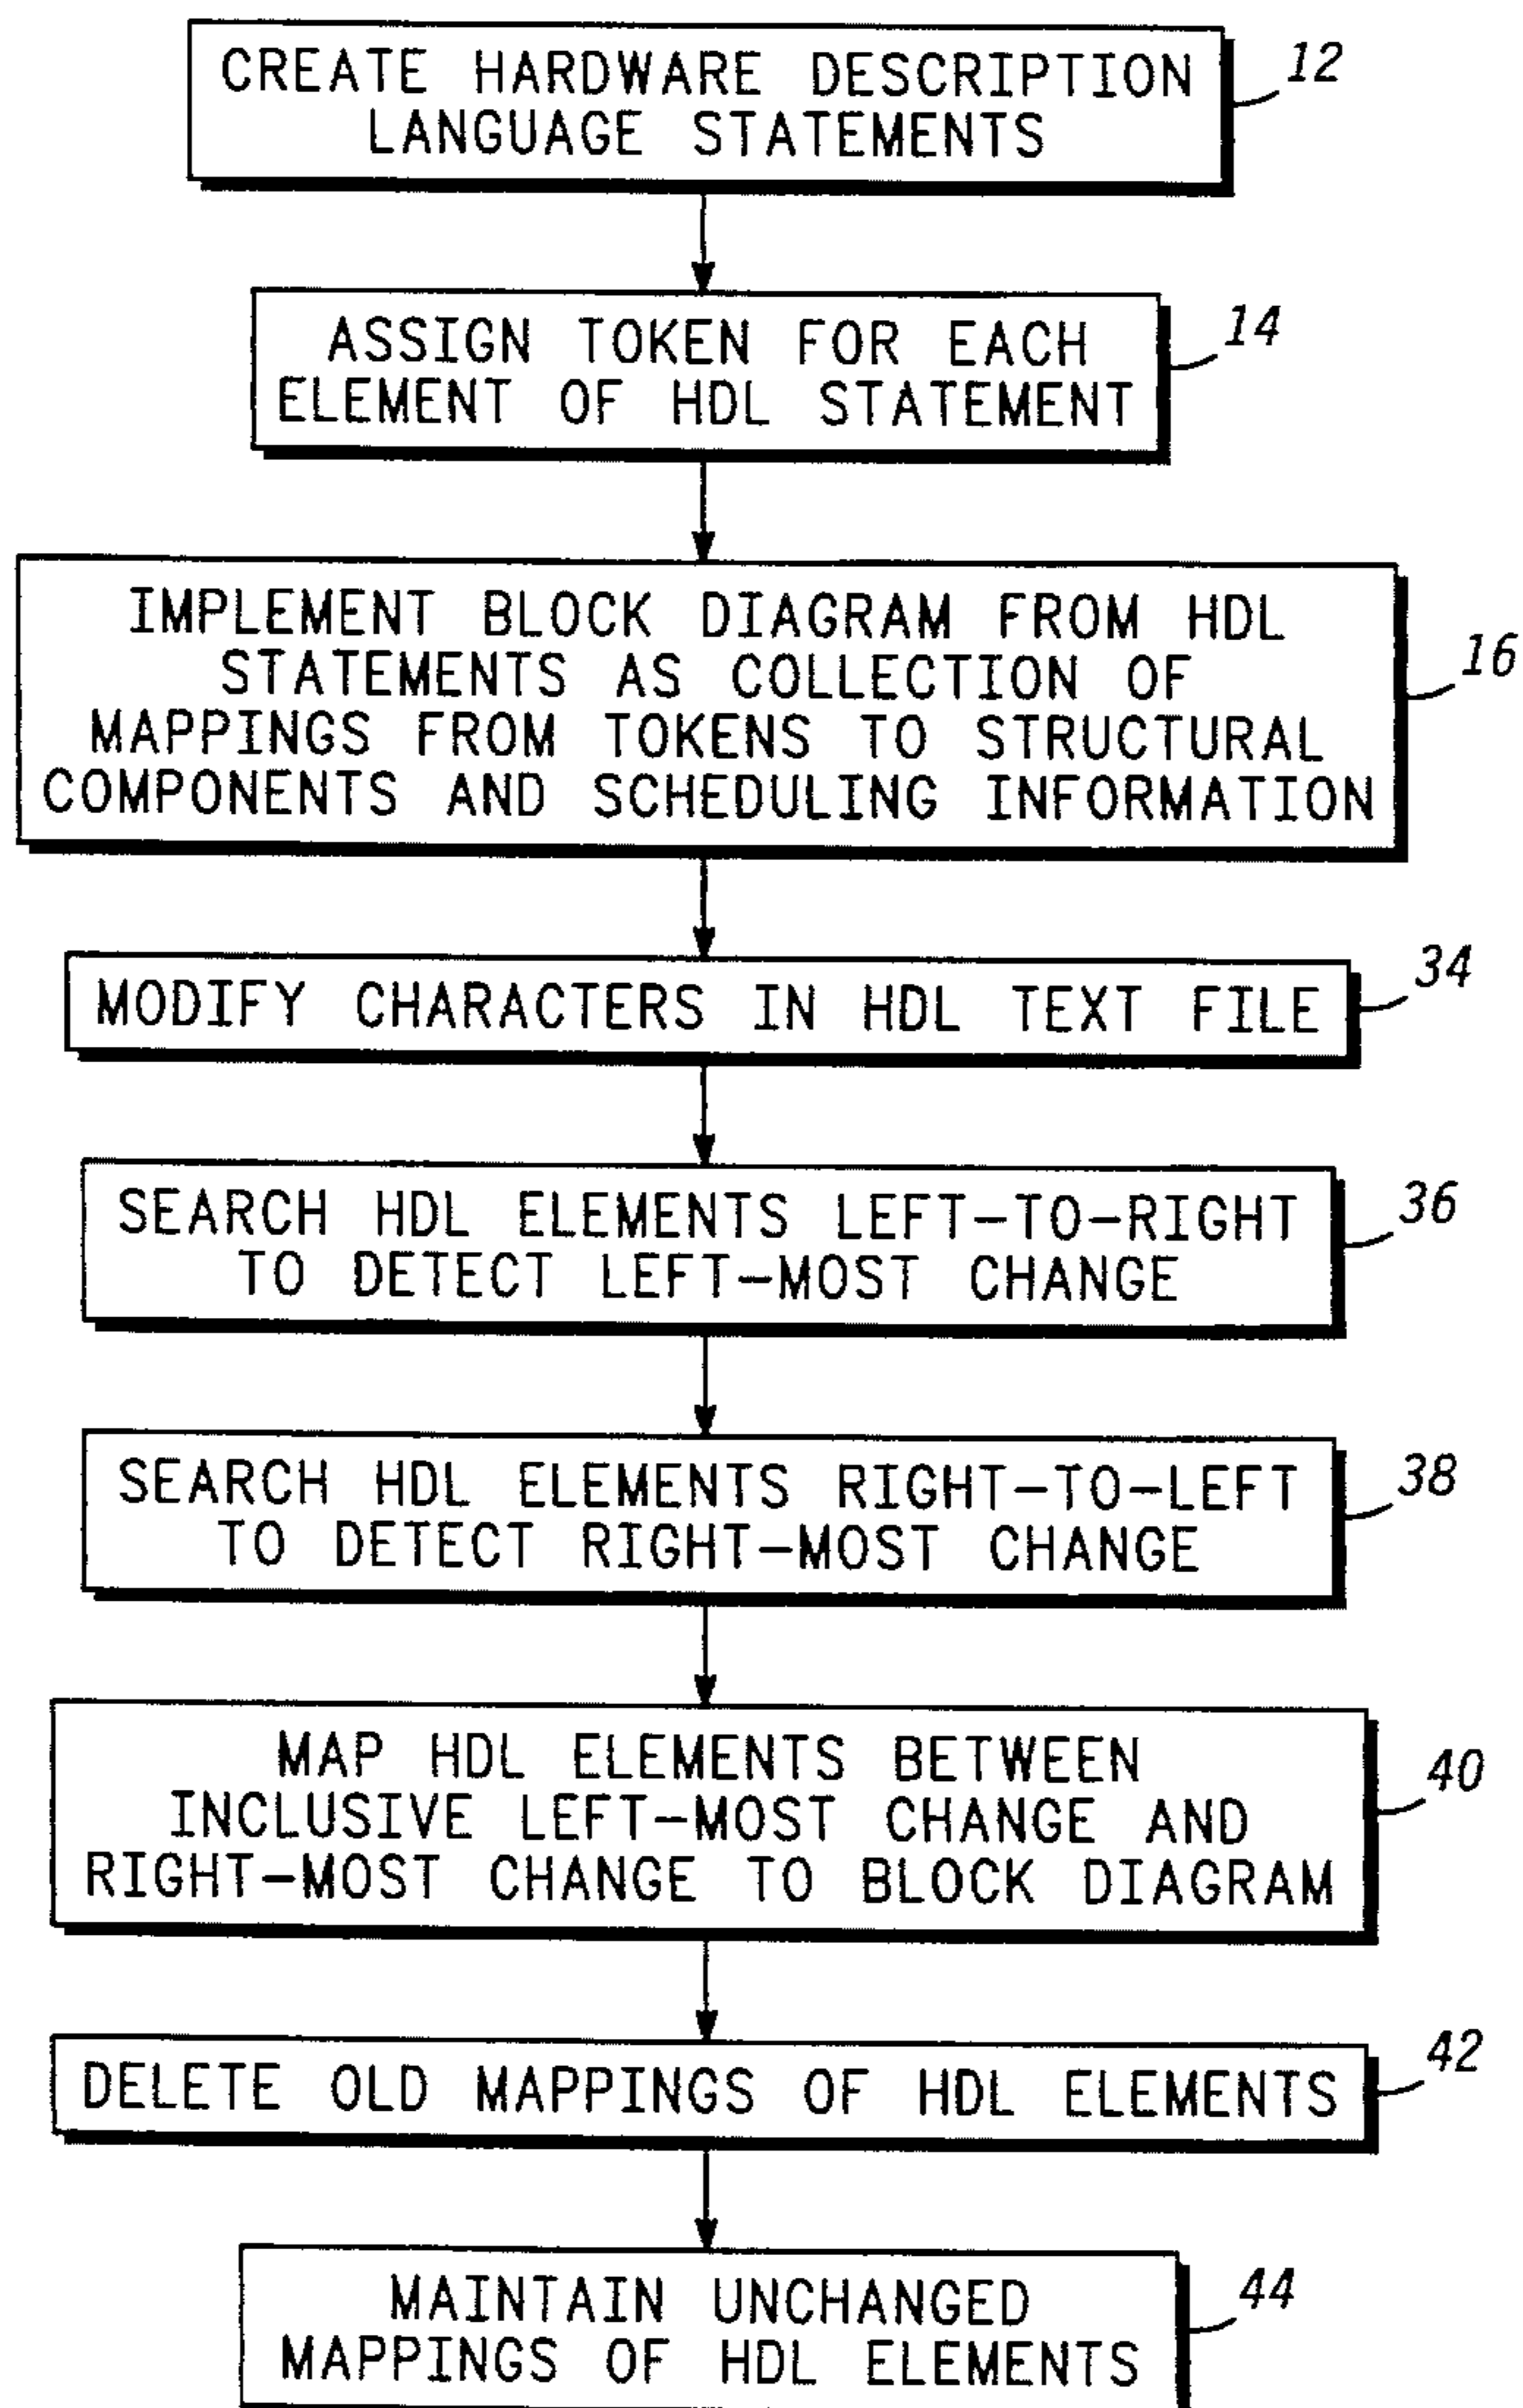 CREATE HARDWARE DESCRIPTION
LANGUAGE STATEMENTS
12
ASSIGN TOKEN FOR EACH
ELEMENT OF HDL STATEMENT
14
IMPLEMENT BLOCK DIAGRAM FROM HDL
STATEMENTS AS COLLECTION OF
MAPPINGS FROM TOKENS TO STRUCTURAL
COMPONENTS AND SCHEDULING INFORMATION
16
MODIFY CHARACTERS IN HDL TEXT FILE
34
SEARCH HDL ELEMENTS LEFT-TO-RIGHT
TO DETECT LEFT-MOST CHANGE
36
SEARCH HDL ELEMENTS RIGHT-TO-LEFT
TO DETECT RIGHT-MOST CHANGE
38
MAP HDL ELEMENTS BETWEEN
INCLUSIVE LEFT-MOST CHANGE AND
RIGHT-MOST CHANGE TO BLOCK DIAGRAM
40
DELETE OLD MAPPINGS OF HDL ELEMENTS
42
MAINTAIN UNCHANGED
MAPPINGS OF HDL ELEMENTS
44